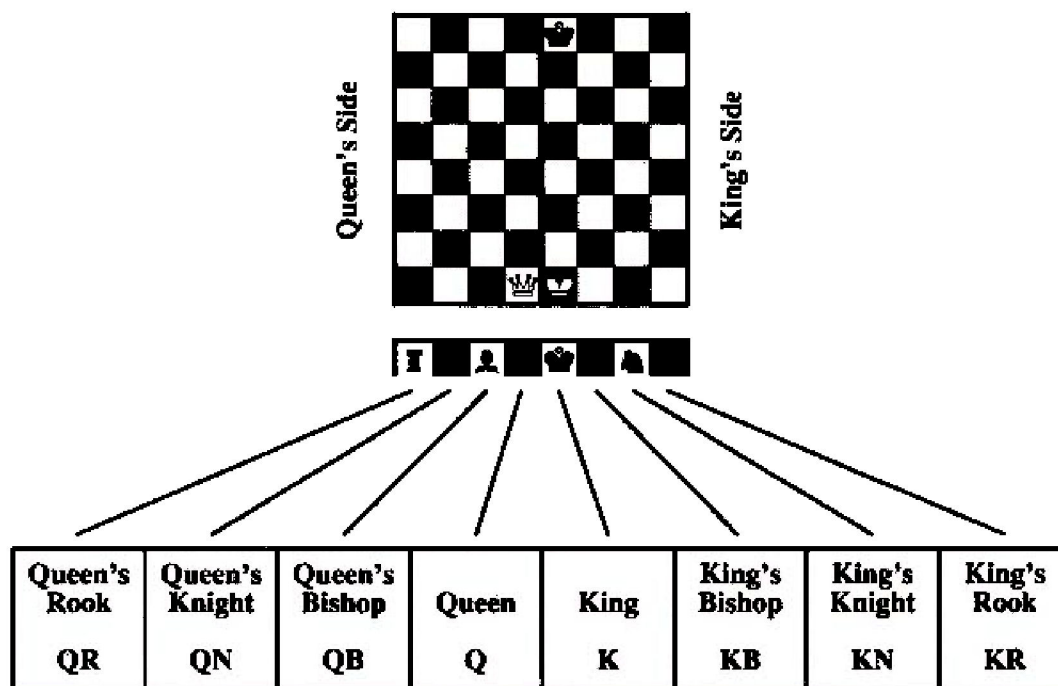 Queen's Side
King's Side
Queen's
Rook
QR
Queen's
Knight
QN
Queen's
Bishop
QB
Queen
Q
King
K
King's
Bishop
KB
King's
Knight
KN
King's
Rook
KR